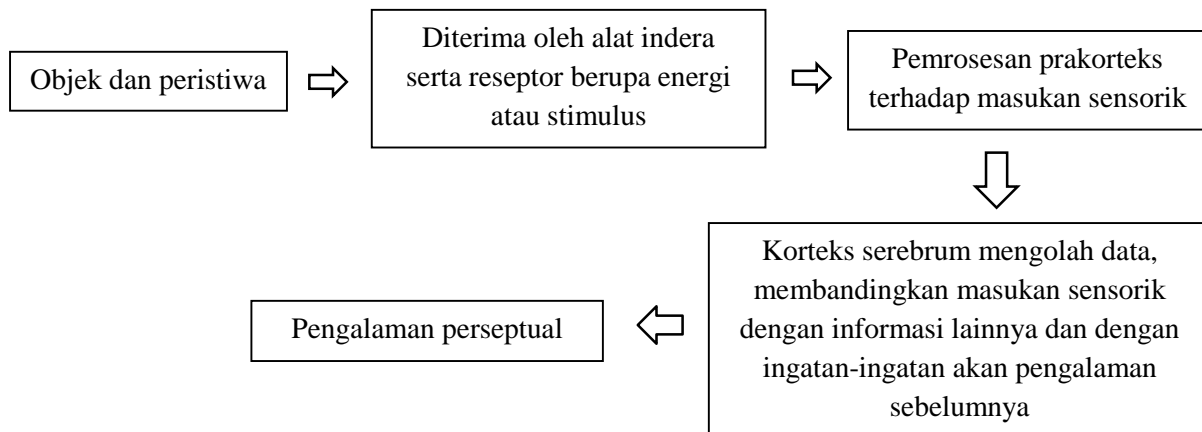 Objek dan peristiwa
Diterima oleh alat indera
serta reseptor berupa energi
atau stimulus
Pemrosesan prakorteks
terhadap masukan sensorik
Korteks serebrum mengolah data,
membandingkan masukan sensorik
dengan informasi lainnya dan dengan
ingatan-ingatan akan pengalaman
sebelumnya
Pengalaman perseptual